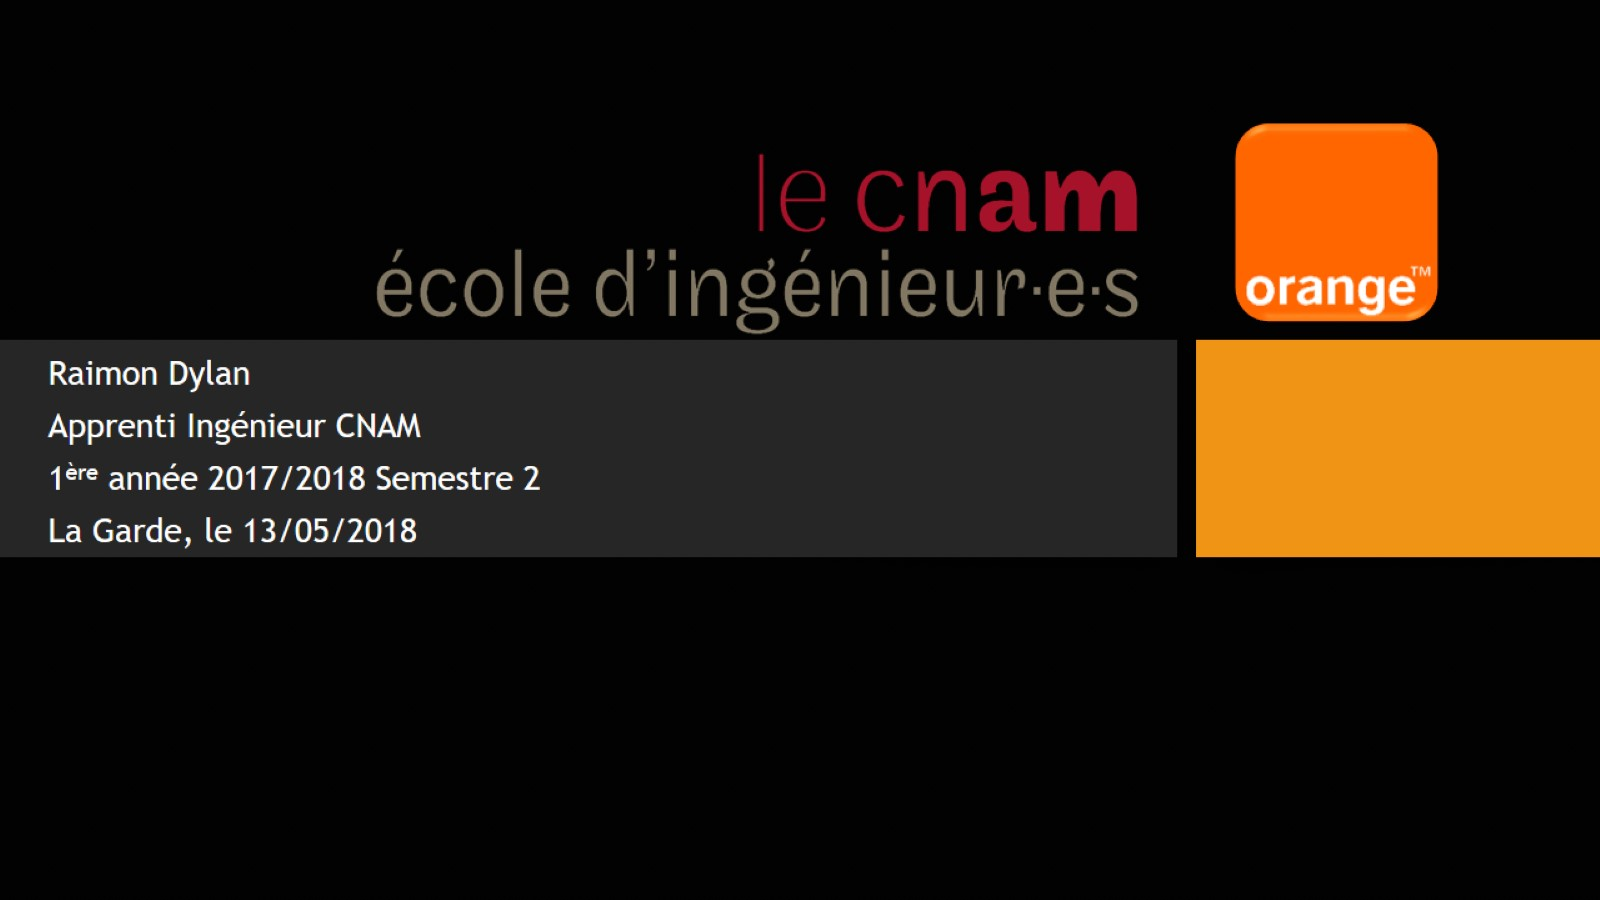 le cnam
école d'ingénieur·e·s
orange™
Raimon Dylan
Apprenti Ingénieur CNAM
1ère année 2017/2018 Semestre 2
La Garde, le 13/05/2018